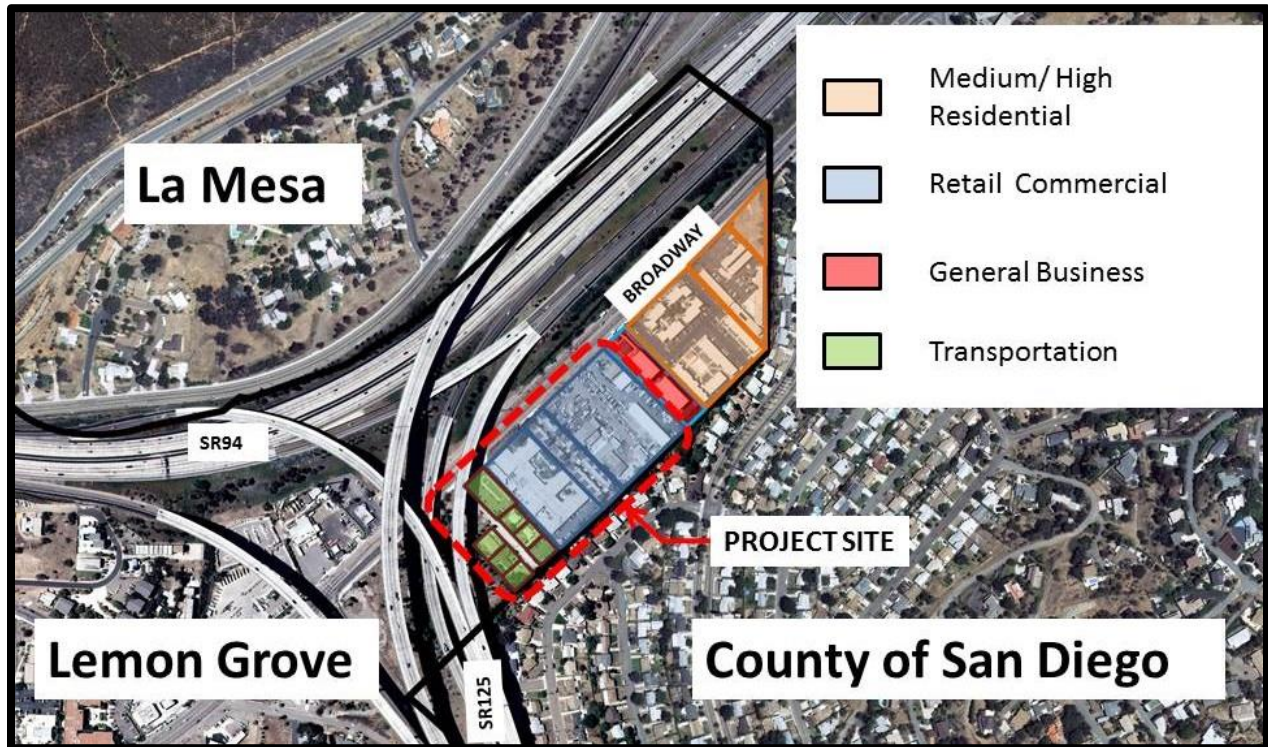 Medium/ High
Residential
La Mesa
Retail Commercial
BROADWAY
General Business
Transportation
SR94
PROJECT SITE
Lemon Grove
County of San Diego
SR125